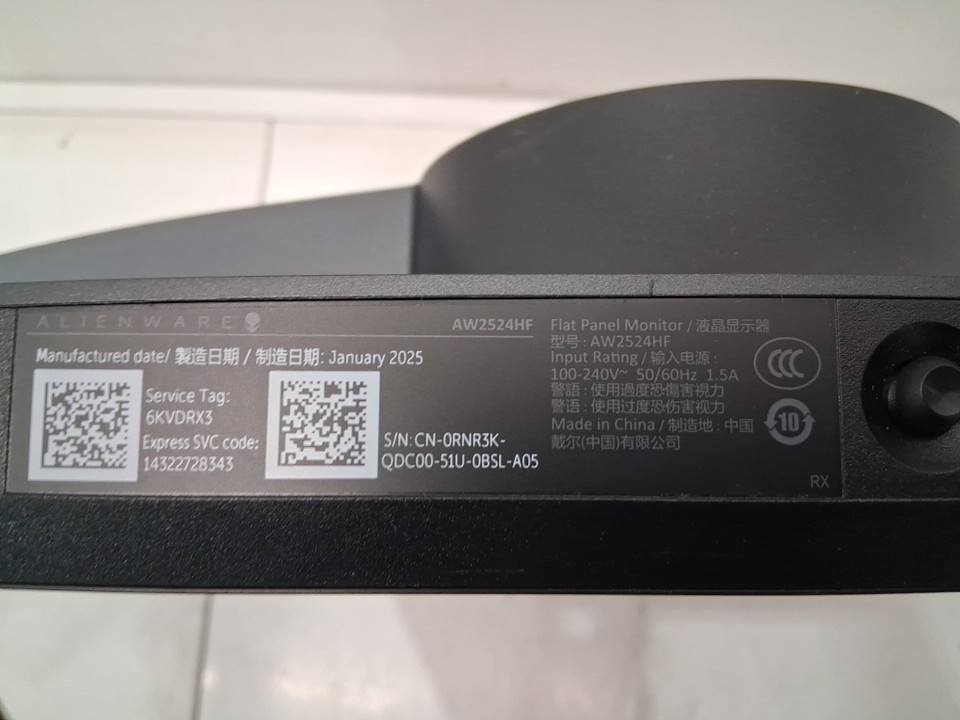 ALIENWARE
AW2524HF
Manufactured date/ 製造日期 / 制造日期: January 2025
Service Tag:
6KVDRX3
Express SVC code:
14322728343
S/N: CN-0RNR3K-
QDC00-51U-0BSL-A05
Flat Panel Monitor / 液晶显示器
型号 : AW2524HF
Input Rating / 输入电源 :
100-240V~ 50/60Hz 1.5A
警語 : 使用過度恐傷害視力
警语 : 使用过度恐伤害视力
Made in China / 制造地 : 中国
戴尔(中国)有限公司
CCC
10
RX